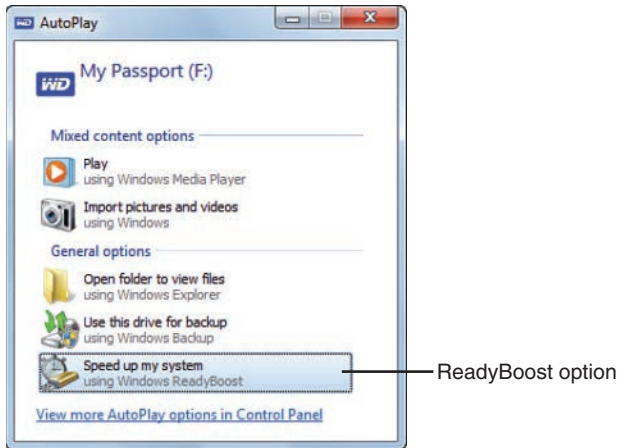 AutoPlay
WD
My Passport (F:)
Mixed content options
Play
using Windows Media Player
Import pictures and videos
using Windows
General options
Open folder to view files
using Windows Explorer
Use this drive for backup
using Windows Backup
Speed up my system
using Windows ReadyBoost
ReadyBoost option
View more AutoPlay options in Control Panel